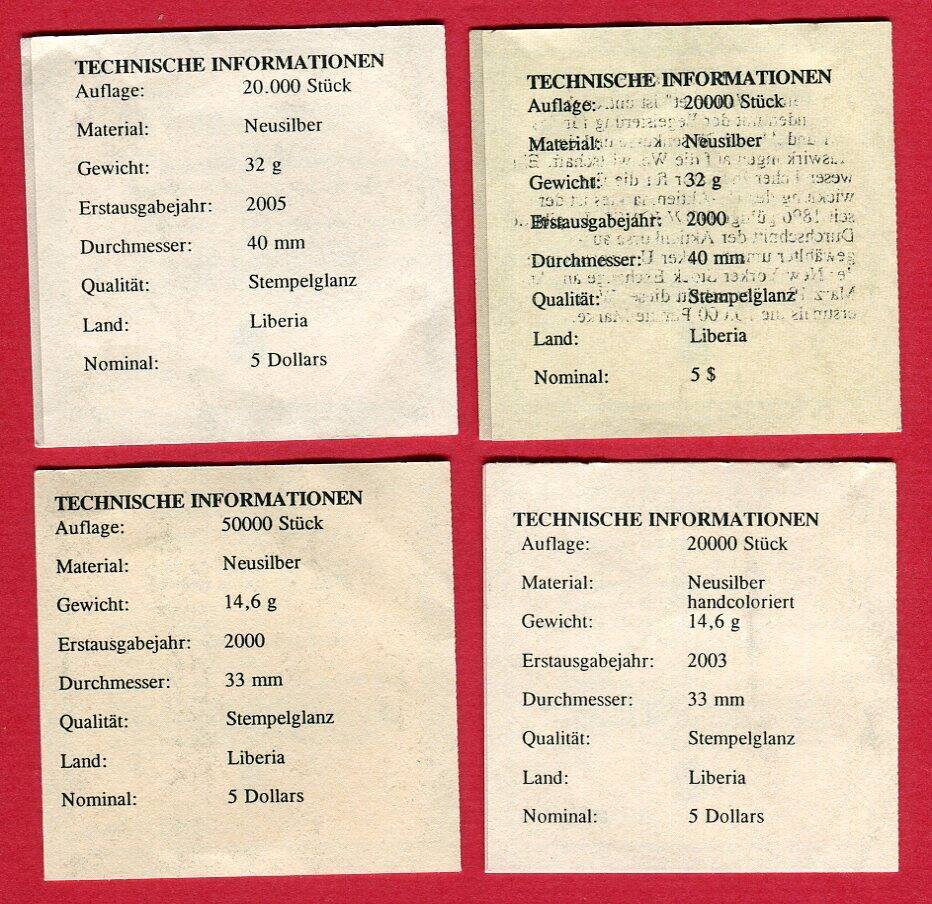 TECHNISCHE INFORMATIONEN
Auflage: 20.000 Stück
Material: Neusilber
Gewicht: 32 g
Erstausgabejahr: 2005
Durchmesser: 40 mm
Qualität: Stempelglanz
Land: Liberia
Nominal: 5 Dollars
TECHNISCHE INFORMATIONEN
Auflage: 20000 Stück
Material: Neusilber
Gewicht: 32 g
Erstausgabejahr: 2000
Durchmesser: 40 mm
Qualität: Stempelglanz
Land: Liberia
Nominal: 5 $
TECHNISCHE INFORMATIONEN
Auflage: 50000 Stück
Material: Neusilber
Gewicht: 14,6 g
Erstausgabejahr: 2000
Durchmesser: 33 mm
Qualität: Stempelglanz
Land: Liberia
Nominal: 5 Dollars
TECHNISCHE INFORMATIONEN
Auflage: 20000 Stück
Material: Neusilber
handcoloriert
Gewicht: 14,6 g
Erstausgabejahr: 2003
Durchmesser: 33 mm
Qualität: Stempelglanz
Land: Liberia
Nominal: 5 Dollars